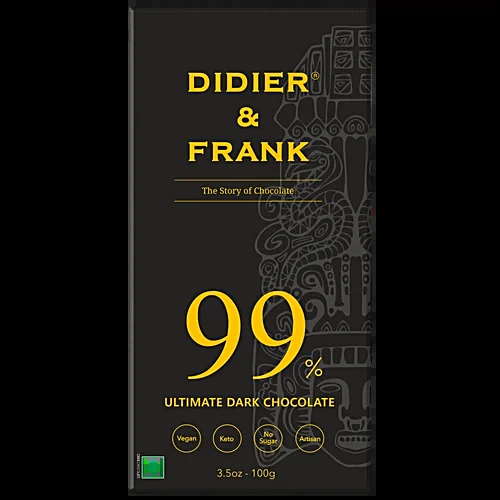 DIDIER®
&
FRANK
The Story of Chocolate
99%
ULTIMATE DARK CHOCOLATE
Vegan
Keto
No
Sugar
Artisan
3.5oz - 100g